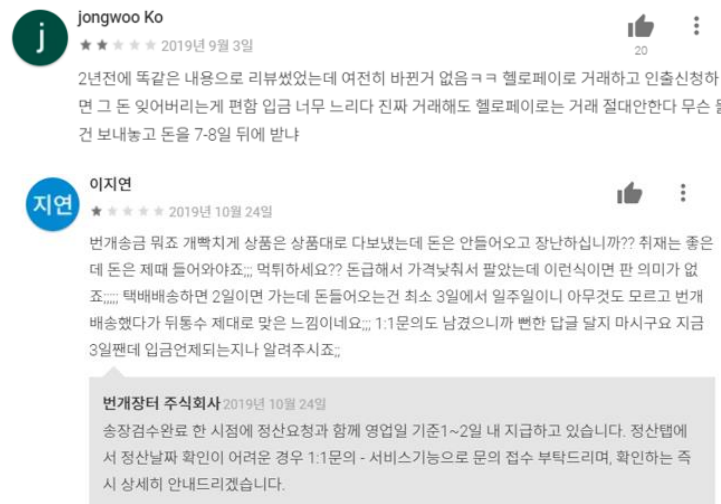 j
jongwoo Ko
2019년 9월 3일
20
2년전에 똑같은 내용으로 리뷰썼었는데 여전히 바뀐거 없음ㅋㅋ 헬로페이로 거래하고 인출신청하
면 그 돈 잊어버리는게 편함 입금 너무 느리다 진짜 거래해도 헬로페이로는 거래 절대안한다 무슨
건 보내놓고 돈을 7-8일 뒤에 받냐
지연
이지연
2019년 10월 24일
번개송금 뭐죠 개빡치게 상품은 상품대로 다보냈는데 돈은 안들어오고 장난하십니까?? 취재는 좋은
데 돈은 제때 들어와야죠;;; 먹튀하세요?? 돈급해서 가격낮춰서 팔았는데 이런식이면 판 의미가 없
죠;;;;; 택배배송하면 2일이면 가는데 돈들어오는건 최소 3일에서 일주일이니 아무것도 모르고 번개
배송했다가 뒤통수 제대로 맞은 느낌이네요;;; 1:1문의도 남겼으니까 뻔한 답글 달지 마시구요 지금
3일짼데 입금언제되는지나 알려주시죠;;
번개장터 주식회사 2019년 10월 24일
송장검수완료 한 시점에 정산요청과 함께 영업일 기준1~2일 내 지급하고 있습니다. 정산탭에
서 정산날짜 확인이 어려운 경우 1:1문의 - 서비스기능으로 문의 접수 부탁드리며, 확인하는 즉
시 상세히 안내드리겠습니다.